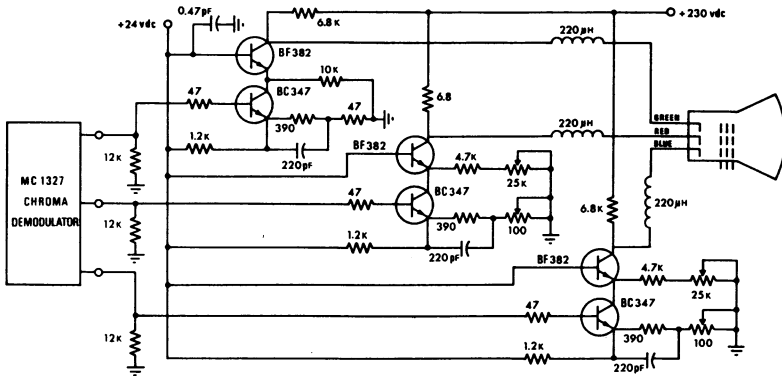 0.47pF
+24 vdc
6.8K
+230 vdc
BF382
220µH
10K
47
BC347
6.8
47
390
220µH
GREEN
RED
BLUE
1.2K
220pF
BF382
12K
4.7K
25K
MC 1327
CHROMA
DEMODULATOR
47
BC347
6.8K
220µH
12K
390
100
1.2K
220pF
BF382
4.7K
25K
47
BC347
12K
390
100
1.2K
220pF